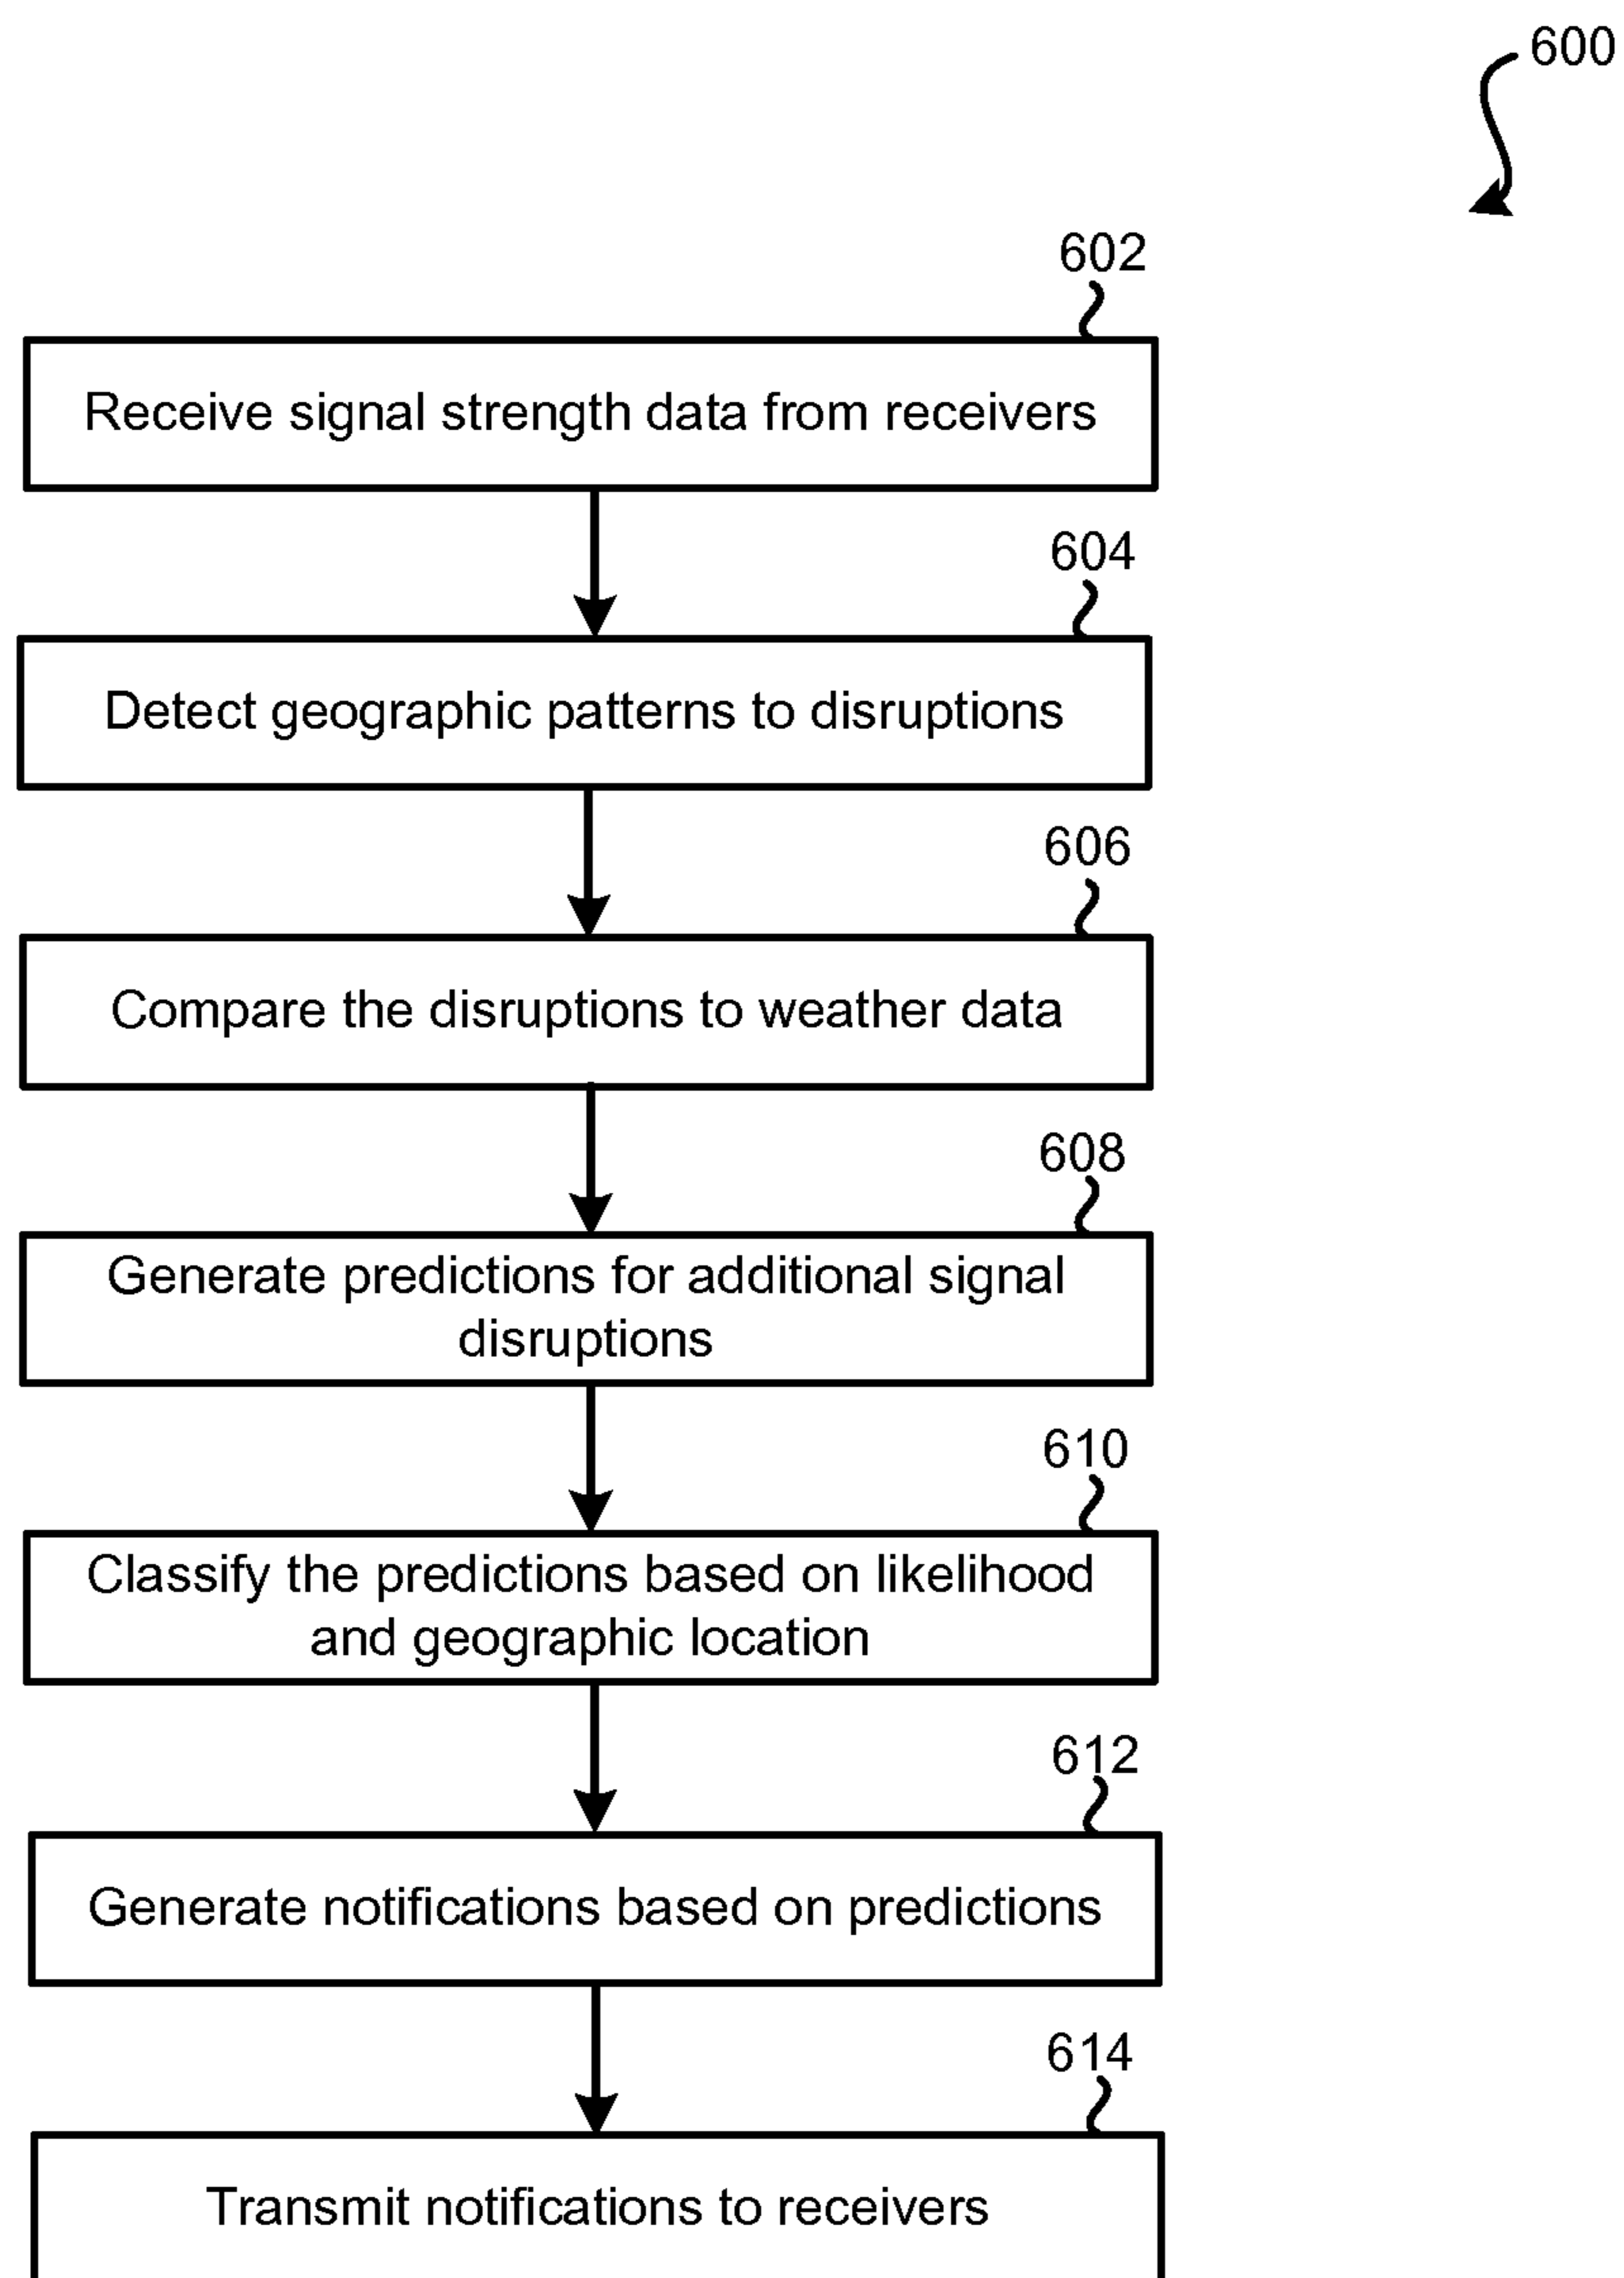 600
602
Receive signal strength data from receivers
604
Detect geographic patterns to disruptions
606
Compare the disruptions to weather data
608
Generate predictions for additional signal
disruptions
610
Classify the predictions based on likelihood
and geographic location
612
Generate notifications based on predictions
614
Transmit notifications to receivers